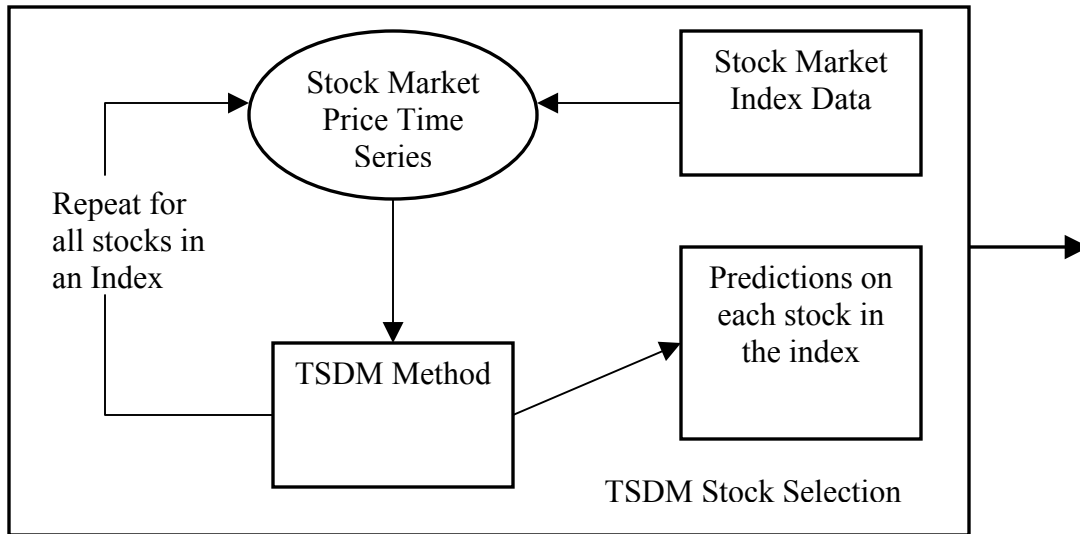 Stock Market
Price Time
Series
Stock Market
Index Data
Repeat for
all stocks in
an Index
Predictions on
each stock in
the index
TSDM Method
TSDM Stock Selection